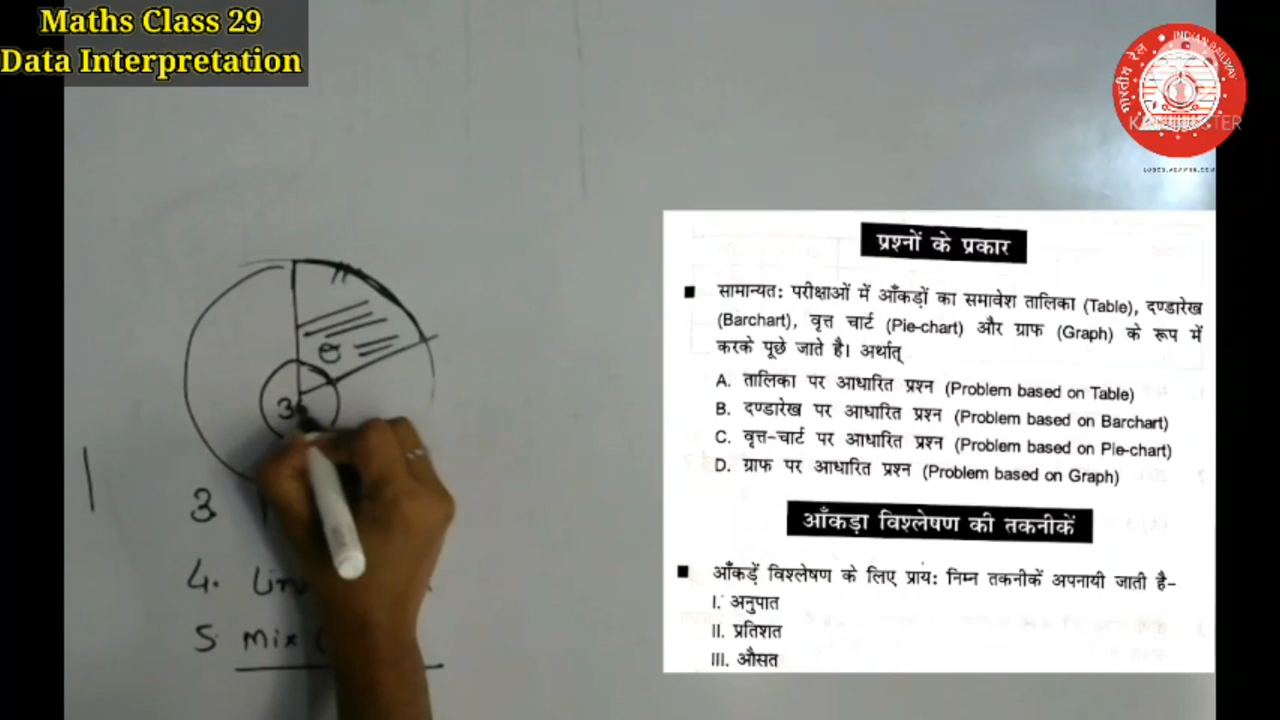 Maths Class 29
Data Interpretation
भारतीय रेल
INDIAN RAILWAY
प्रश्नों के प्रकार
■ सामान्यतः परीक्षाओं में आँकड़ों का समावेश तालिका (Table), दण्डारेख
(Barchart), वृत्त चार्ट (Pie-chart) और ग्राफ (Graph) के रूप में
करके पूछे जाते है। अर्थात्
A. तालिका पर आधारित प्रश्न (Problem based on Table)
B. दण्डारेख पर आधारित प्रश्न (Problem based on Barchart)
C. वृत्त-चार्ट पर आधारित प्रश्न (Problem based on Pie-chart)
D. ग्राफ पर आधारित प्रश्न (Problem based on Graph)
आँकड़ा विश्लेषण की तकनीकें
■ आँकड़ें विश्लेषण के लिए प्रायः निम्न तकनीकें अपनायी जाती है-
I. अनुपात
II. प्रतिशत
III. औसत
θ
3
3
4.
5 Mix